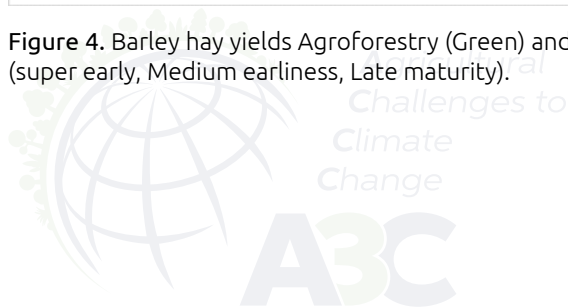 Figure 4. Barley hay yields Agroforestry (Green) and
(super early, Medium earliness, Late maturity).
Agricultural
Challenges to
Climate
Change
A3C